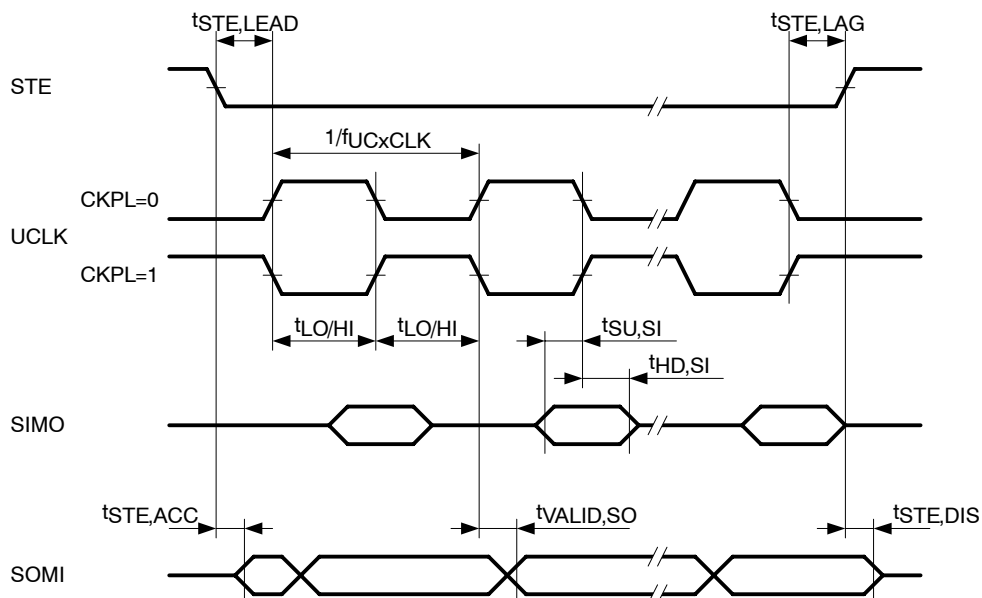 tSTE,LEAD
tSTE,LAG
STE
1/fUCxCLK
CKPL=0
UCLK
CKPL=1
tLO/HI
tLO/HI
tSU,SI
tHD,SI
SIMO
tSTE,ACC
tVALID,SO
tSTE,DIS
SOMI